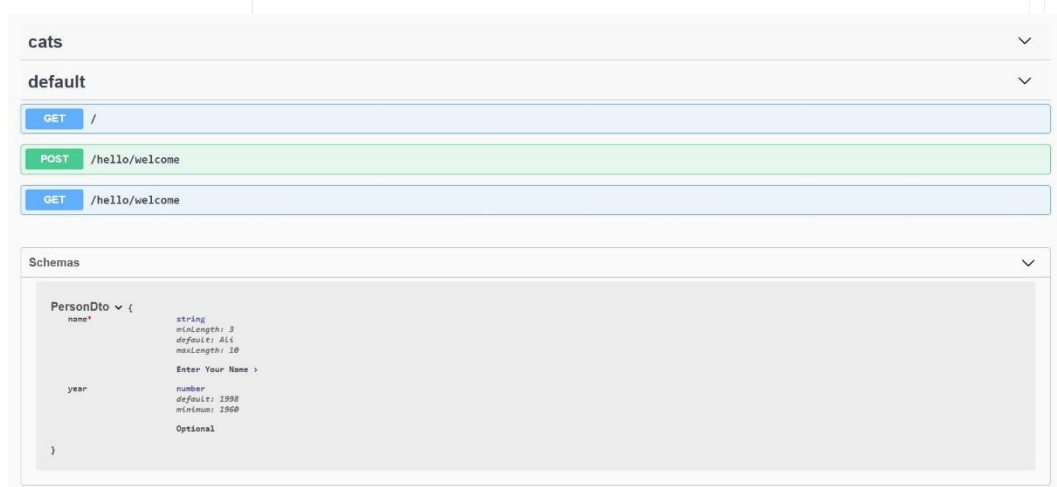 cats
default
GET /
POST /hello/welcome
GET /hello/welcome
Schemas
PersonDto {
name* string
minLength: 3
default: Ali
maxLength: 10
Enter Your Name >
year number
default: 1998
minimum: 1960
Optional
}